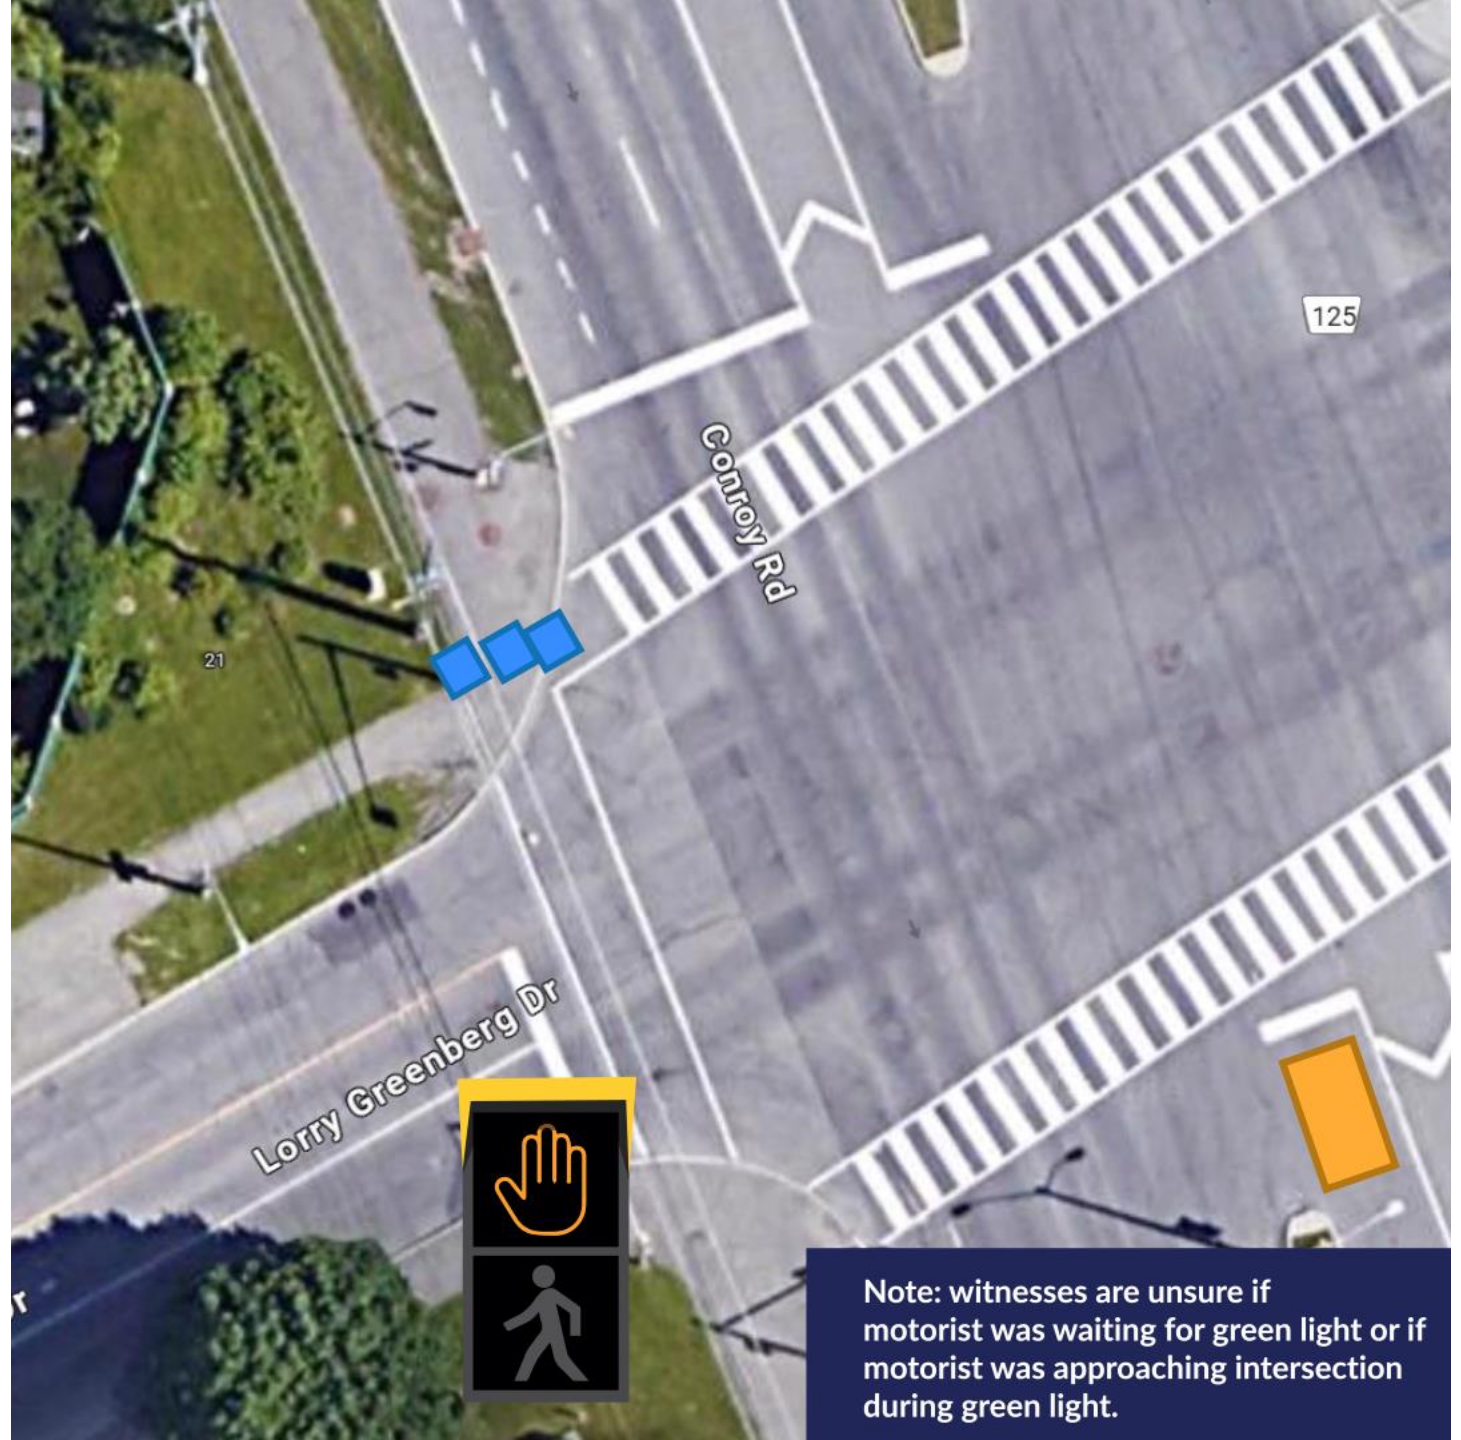 125
Conroy Rd
21
Lorry Greenberg Dr
Note: witnesses are unsure if
motorist was waiting for green light or if
motorist was approaching intersection
during green light.